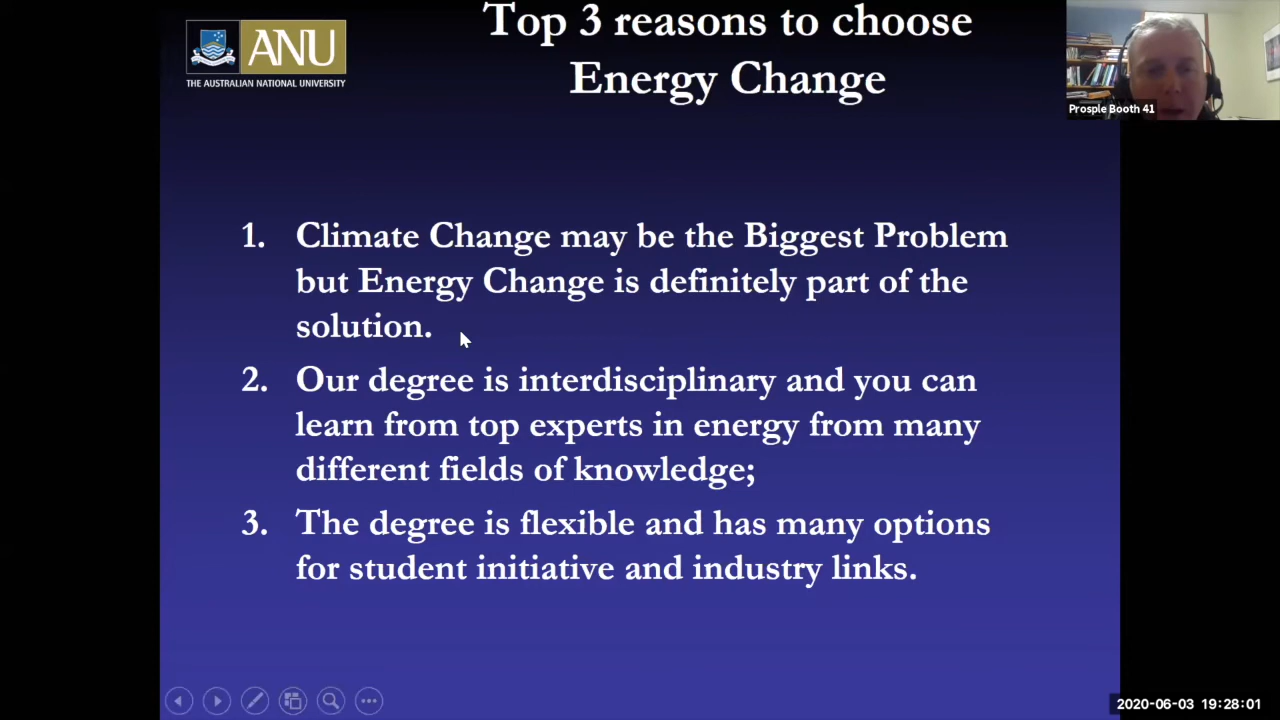 Top 3 reasons to choose
Energy Change
ANU
THE AUSTRALIAN NATIONAL UNIVERSITY
Prosple Booth 41
1. Climate Change may be the Biggest Problem
but Energy Change is definitely part of the
solution.
2. Our degree is interdisciplinary and you can
learn from top experts in energy from many
different fields of knowledge;
3. The degree is flexible and has many options
for student initiative and industry links.
2020-06-03 19:28:01